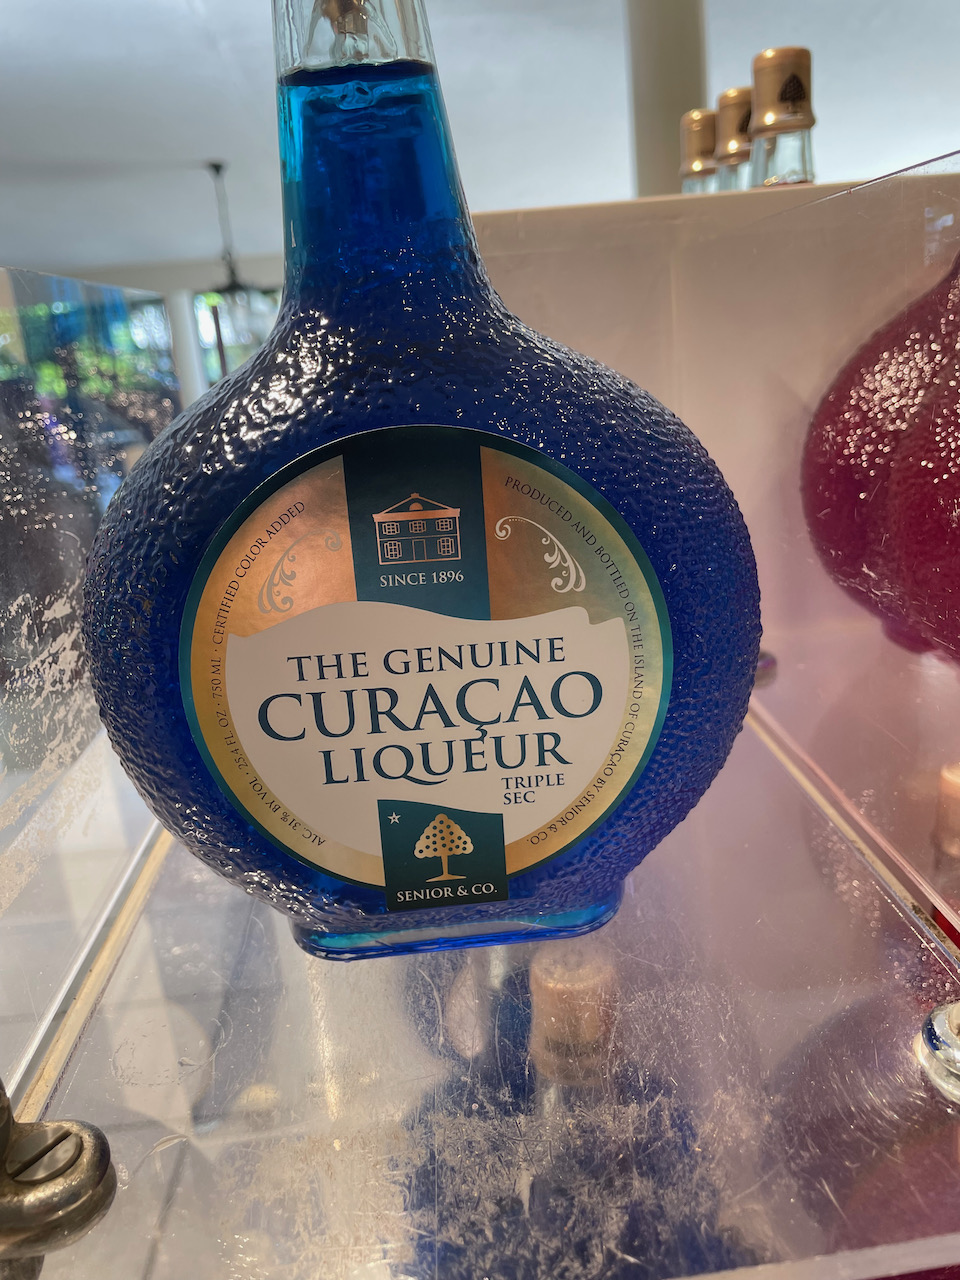 SINCE 1896
CERTIFIED COLOR ADDED
PRODUCED AND BOTTLED ON THE ISLAND OF CURAÇAO BY SENIOR & CO.
THE GENUINE
CURAÇAO
LIQUEUR
TRIPLE
SEC
ALC. 31% BY VOL · 25.4 FL OZ · 750 ML ·
SENIOR & CO.